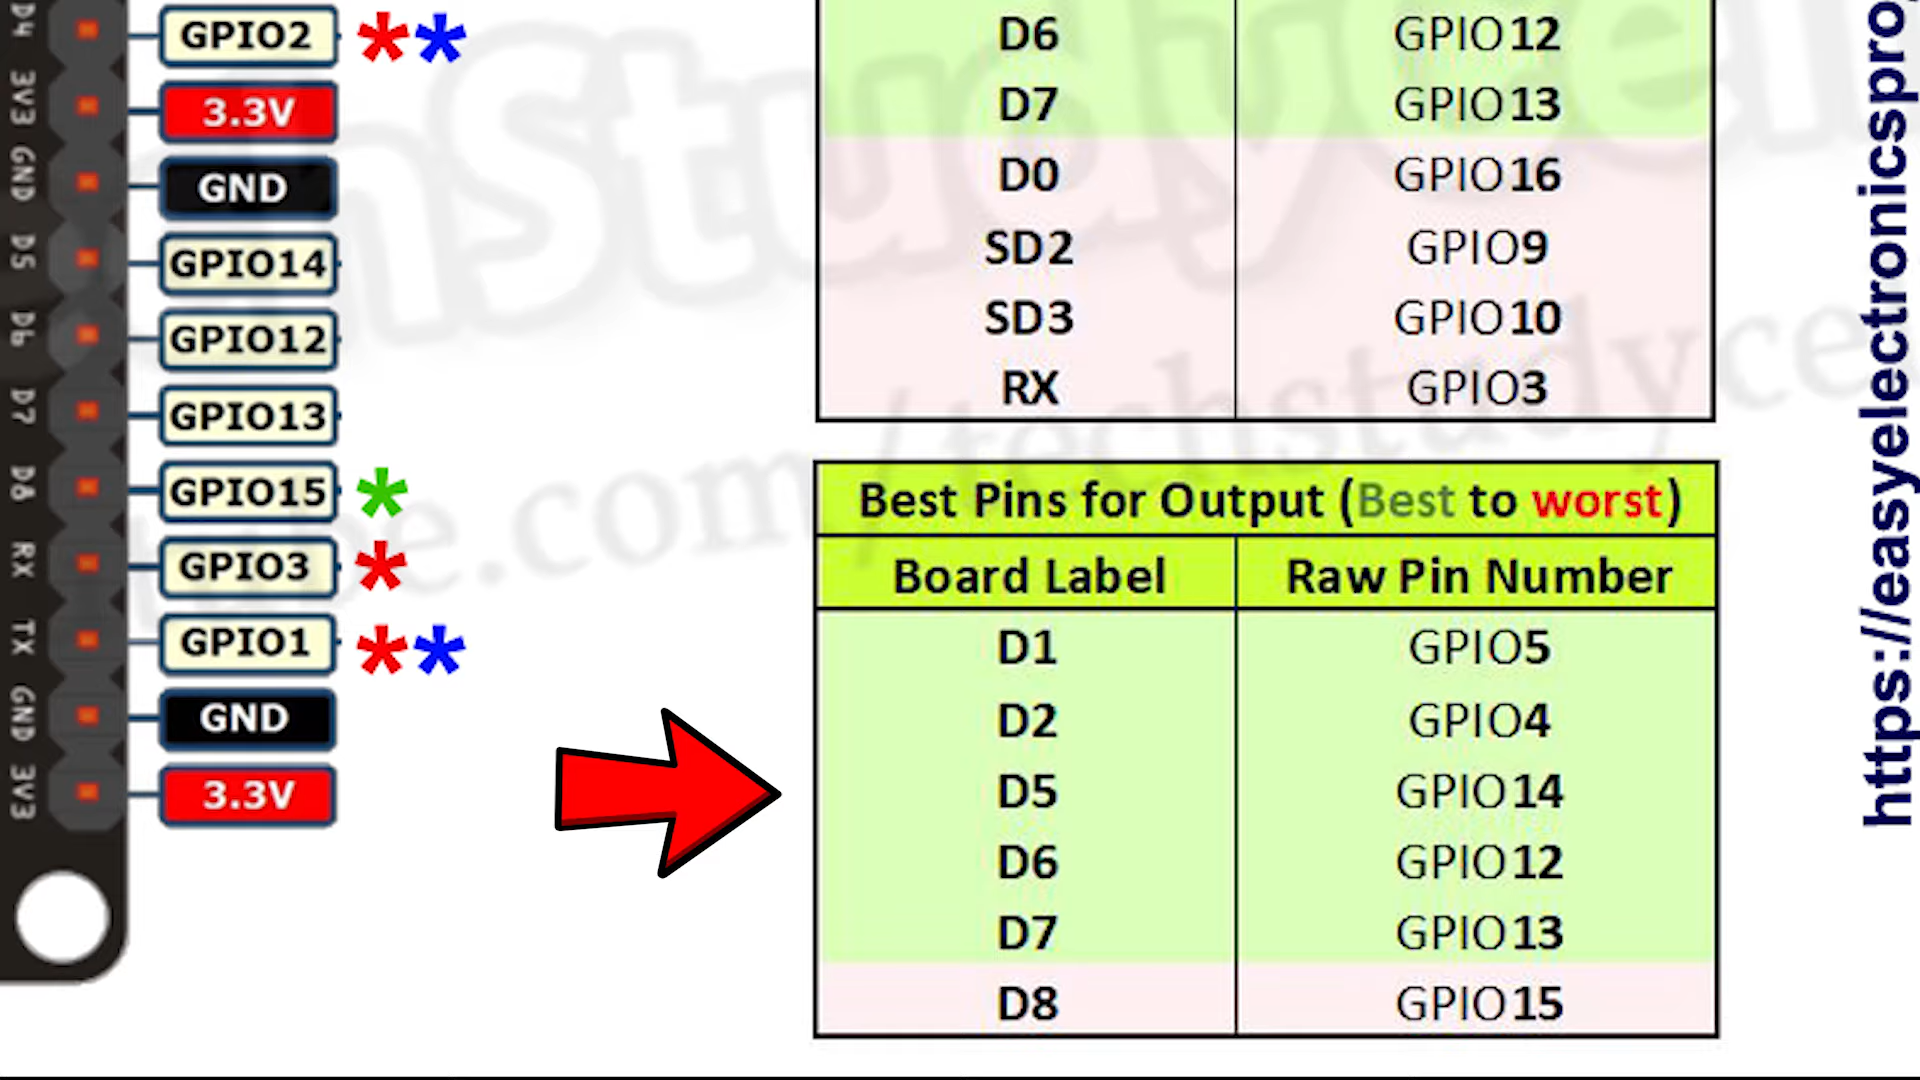 D4 GPIO2 **
3V3 3.3V
GND GND
D5 GPIO14
D6 GPIO12
D7 GPIO13
D8 GPIO15 *
RX GPIO3 *
TX GPIO1 **
GND GND
3V3 3.3V
D6 GPIO12
D7 GPIO13
D0 GPIO16
SD2 GPIO9
SD3 GPIO10
RX GPIO3
Best Pins for Output (Best to worst)
Board Label Raw Pin Number
D1 GPIO5
D2 GPIO4
D5 GPIO14
D6 GPIO12
D7 GPIO13
D8 GPIO15
https://easyelectronicspro
hStudyCell
.com/techstudyce